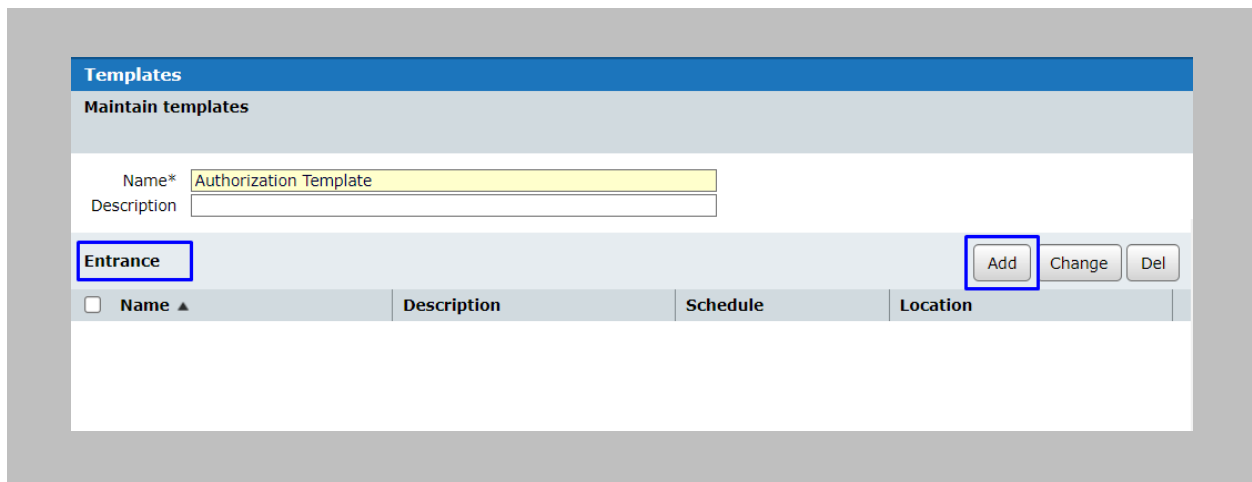 Templates
Maintain templates
Name* Authorization Template
Description
Entrance Add Change Del
Name ▲ Description Schedule Location